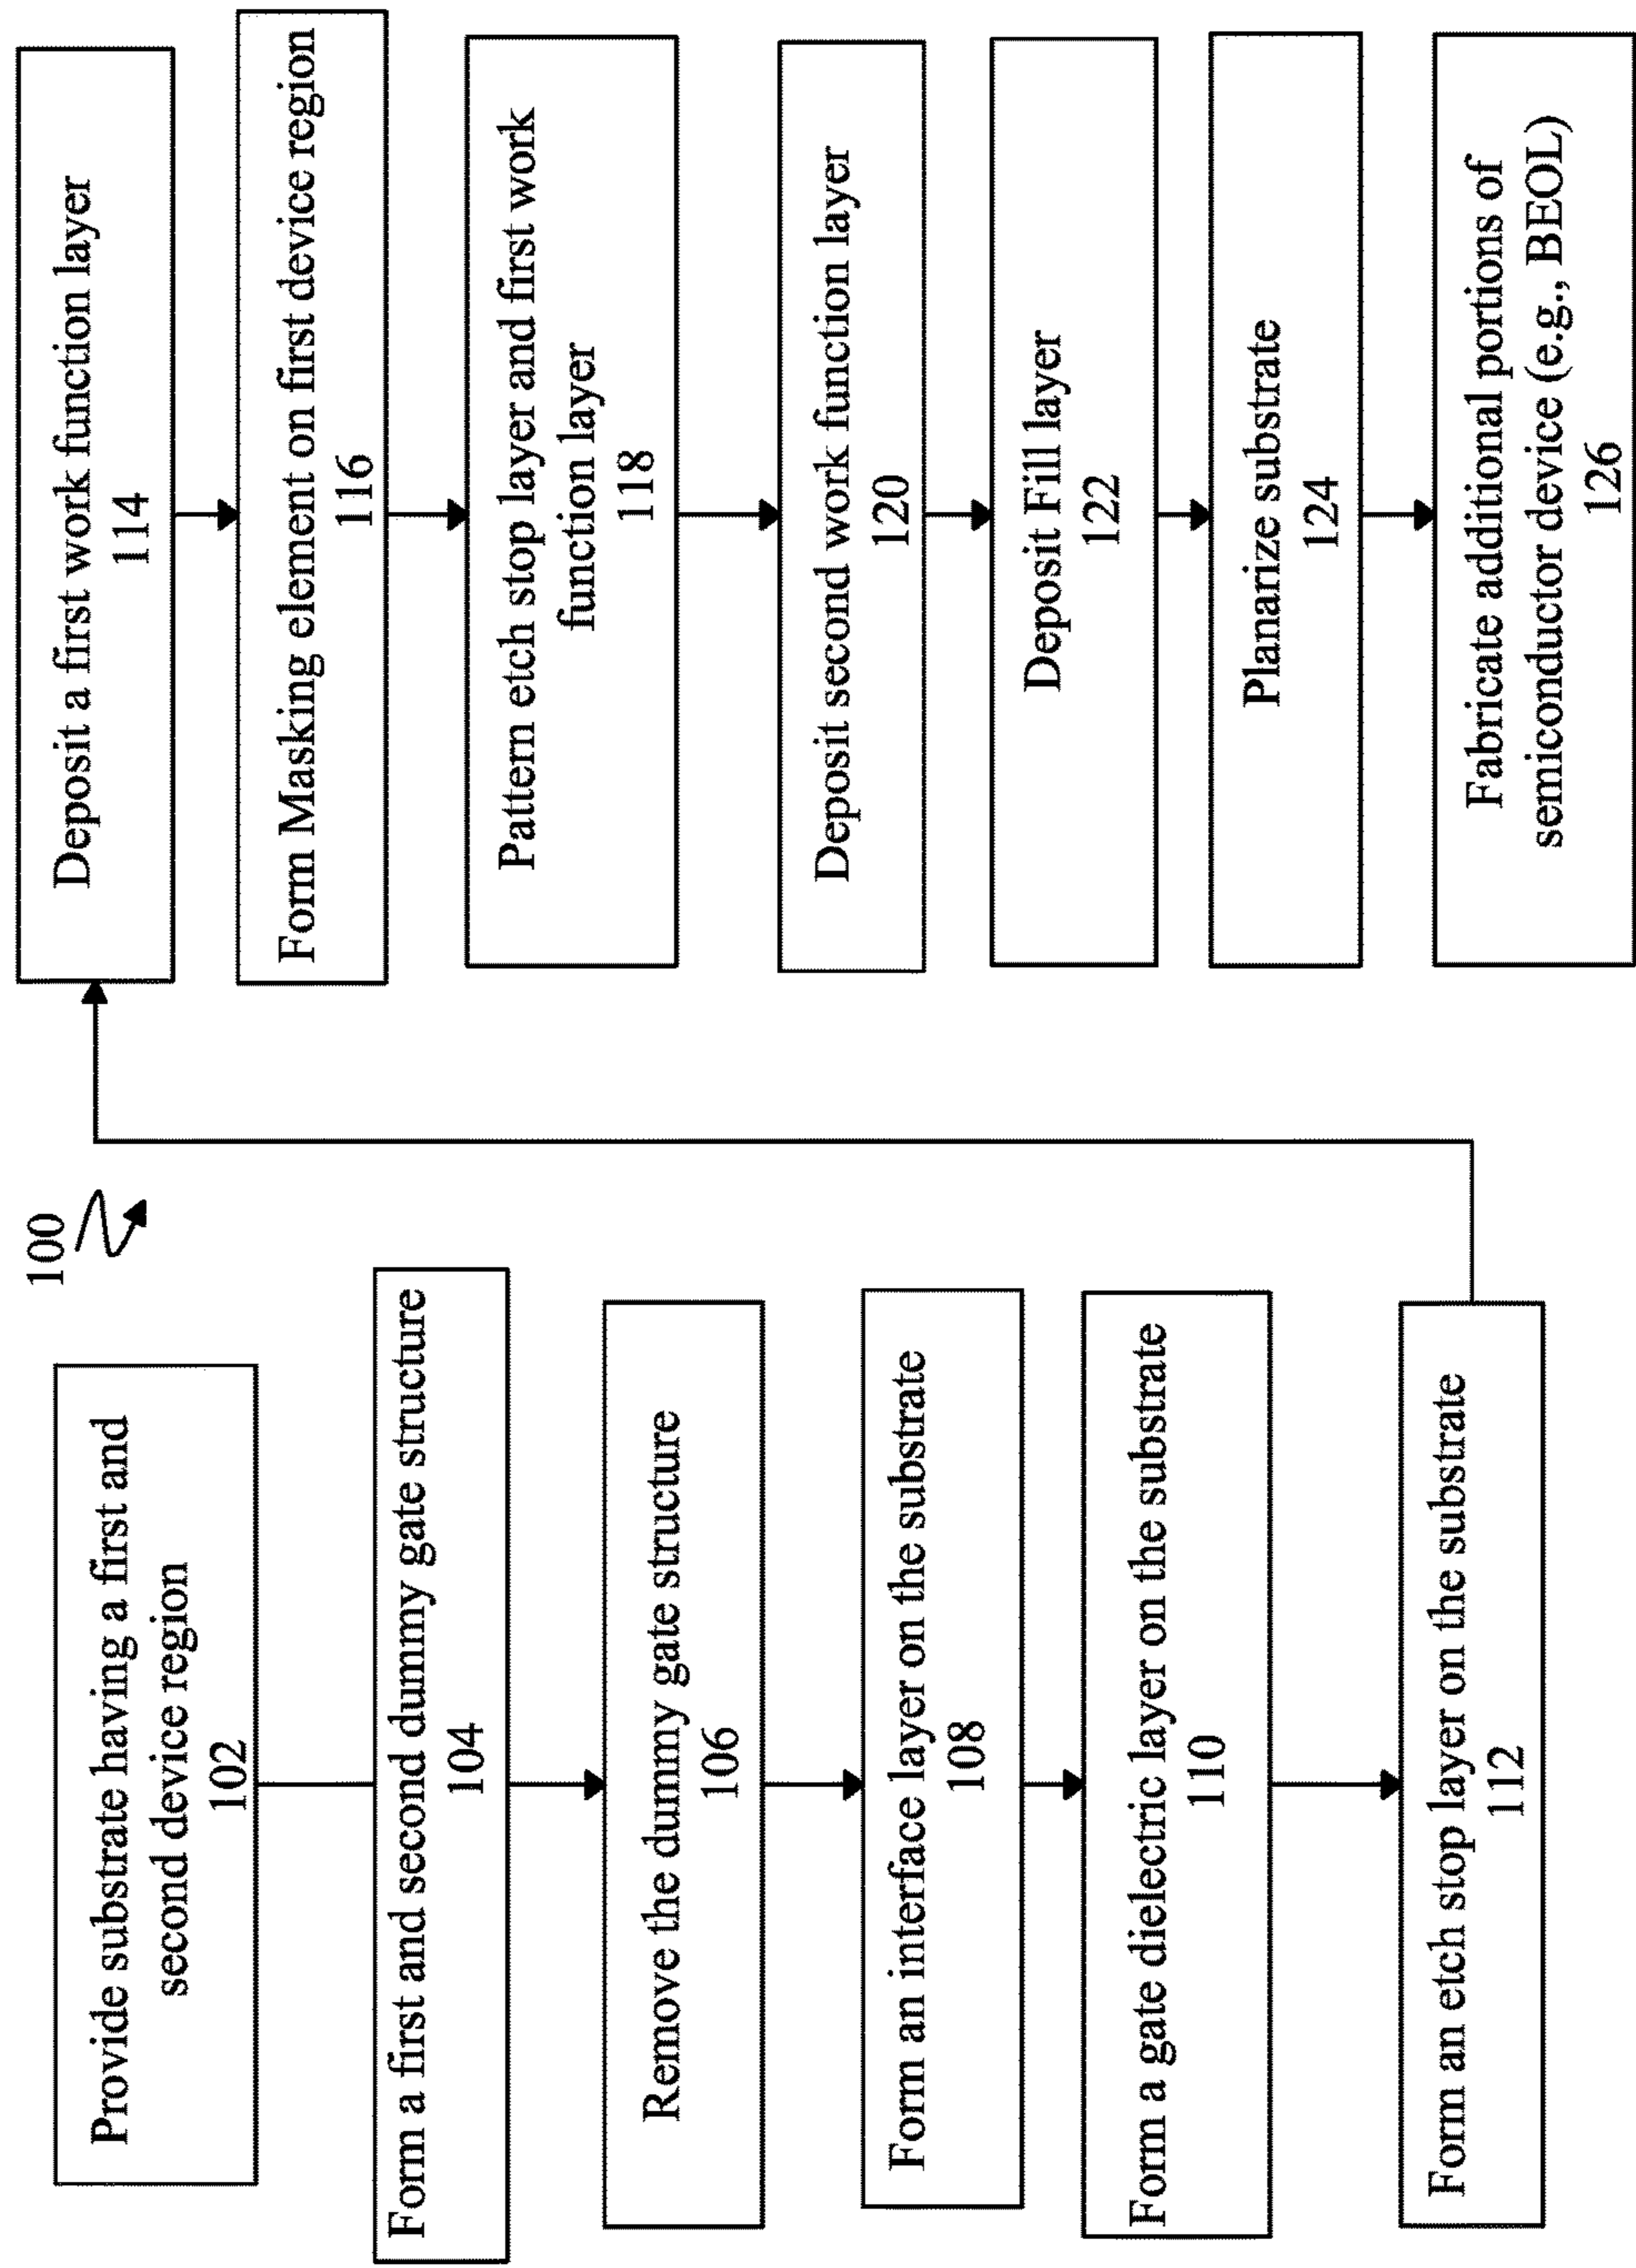 100
Provide substrate having a first and
second device region
102
Form a first and second dummy gate structure
104
Remove the dummy gate structure
106
Form an interface layer on the substrate
108
Form a gate dielectric layer on the substrate
110
Form an etch stop layer on the substrate
112
Deposit a first work function layer
114
Form Masking element on first device region
116
Pattern etch stop layer and first work
function layer
118
Deposit second work function layer
120
Deposit Fill layer
122
Planarize substrate
124
Fabricate additional portions of
semiconductor device (e.g., BEOL)
126